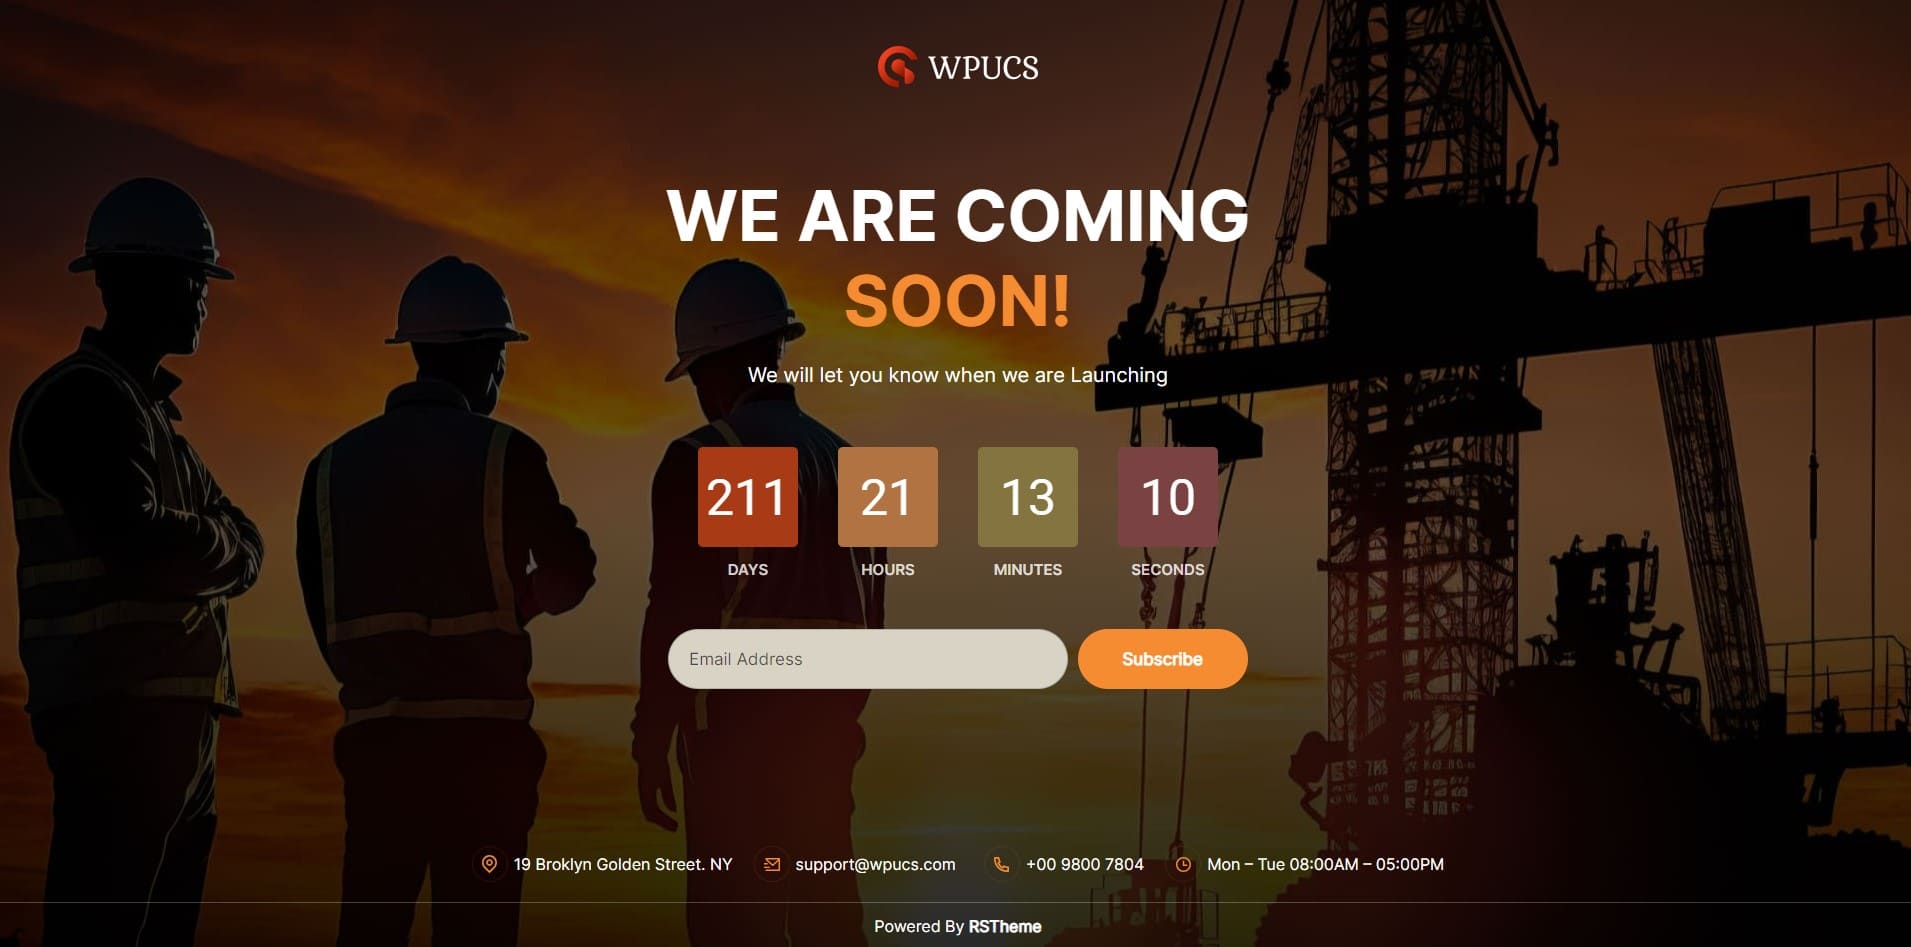 WPUCS
WE ARE COMING
SOON!
We will let you know when we are Launching
211 21 13 10
DAYS HOURS MINUTES SECONDS
Email Address Subscribe
19 Broklyn Golden Street. NY support@wpucs.com +00 9800 7804 Mon – Tue 08:00AM – 05:00PM
Powered By RSTheme